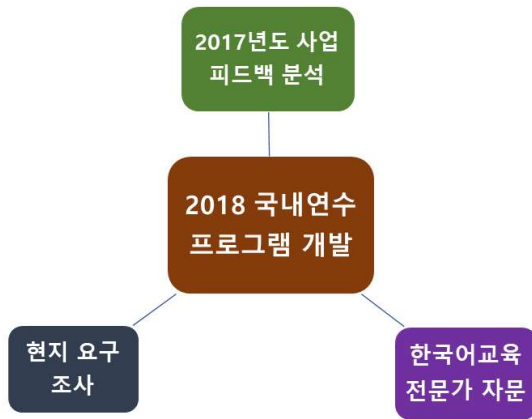 2017년도 사업
피드백 분석
2018 국내연수
프로그램 개발
현지 요구
조사
한국어교육
전문가 자문